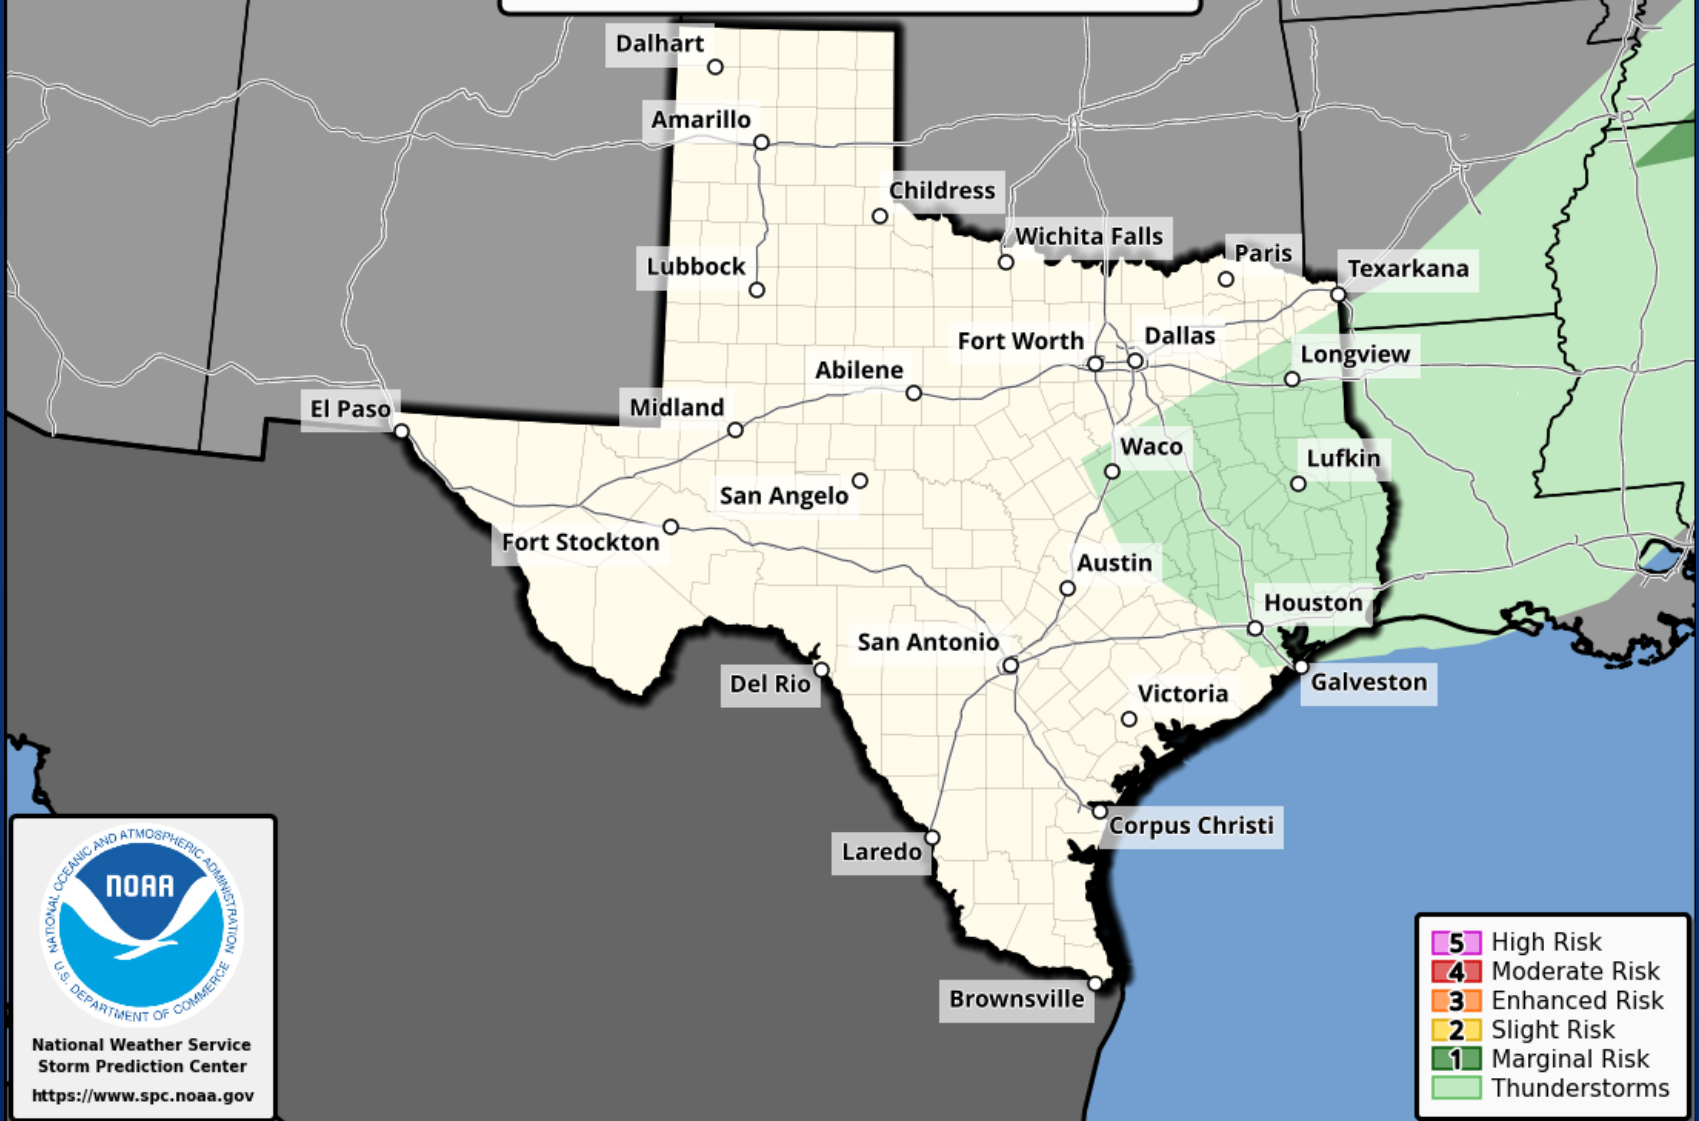 Dalhart
Amarillo
Childress
Wichita Falls
Paris
Texarkana
Lubbock
Fort Worth
Dallas
Longview
Abilene
El Paso
Midland
Waco
Lufkin
San Angelo
Fort Stockton
Austin
Houston
San Antonio
Del Rio
Galveston
Victoria
Corpus Christi
Laredo
Brownsville
NATIONAL OCEANIC AND ATMOSPHERIC ADMINISTRATION
NOAA
U.S. DEPARTMENT OF COMMERCE
National Weather Service
Storm Prediction Center
https://www.spc.noaa.gov
5 High Risk
4 Moderate Risk
3 Enhanced Risk
2 Slight Risk
1 Marginal Risk
Thunderstorms